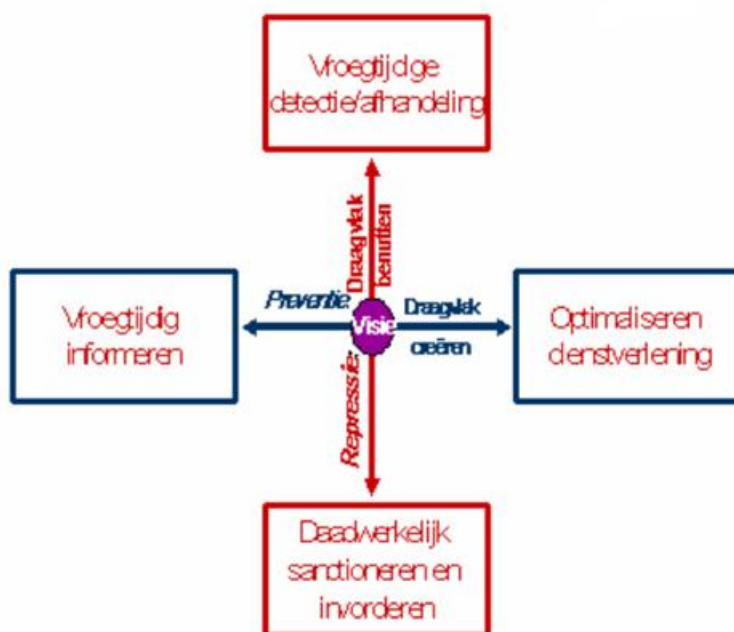 Vroegtijdige
detectie/afhandeling
Draagvlak
benutten
Vroegtijdig
informeren
Preventie:
Visie
Draagvlak
creëren
Optimaliseren
dienstverlening
Repressie:
Daadwerkelijk
sanctioneren en
invorderen